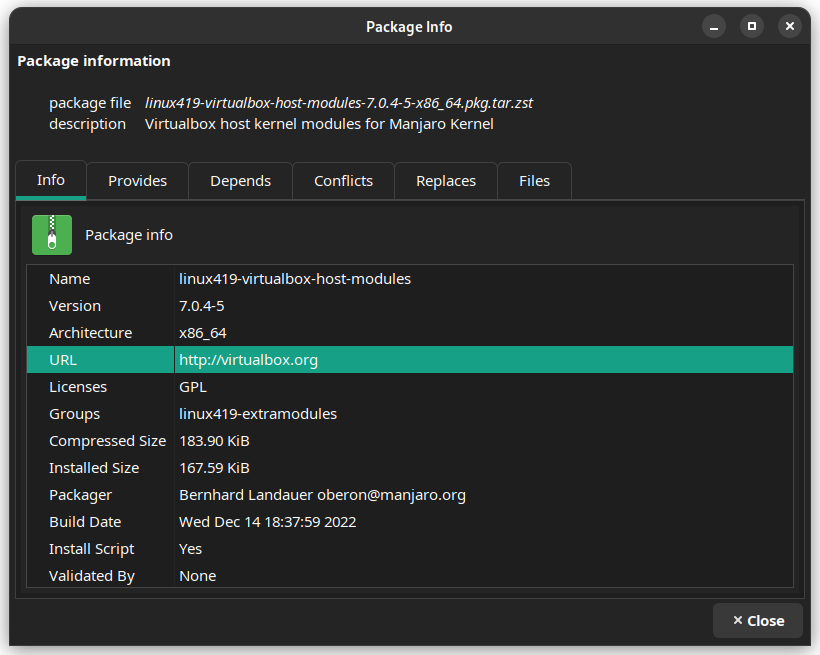 Package Info
Package information
package file linux419-virtualbox-host-modules-7.0.4-5-x86_64.pkg.tar.zst
description Virtualbox host kernel modules for Manjaro Kernel
Info Provides Depends Conflicts Replaces Files
Package info
Name linux419-virtualbox-host-modules
Version 7.0.4-5
Architecture x86_64
URL http://virtualbox.org
Licenses GPL
Groups linux419-extramodules
Compressed Size 183.90 KiB
Installed Size 167.59 KiB
Packager Bernhard Landauer oberon@manjaro.org
Build Date Wed Dec 14 18:37:59 2022
Install Script Yes
Validated By None
Close